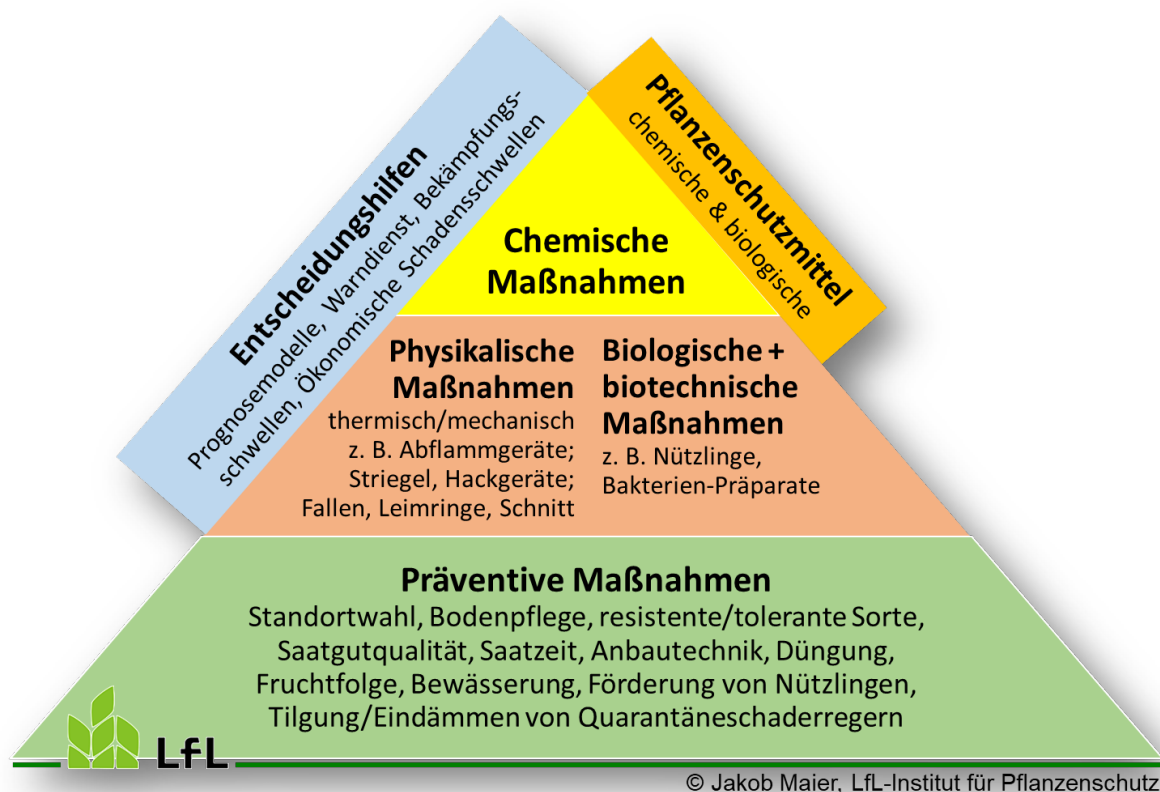 Entscheidungshilfen
Prognosemodelle, Warndienst, Bekämpfungs-
schwellen, Ökonomische Schadensschwellen
Pflanzenschutzmittel
chemische & biologische
Chemische
Maßnahmen
Physikalische
Maßnahmen
thermisch/mechanisch
z. B. Abflammgeräte;
Striegel, Hackgeräte;
Fallen, Leimringe, Schnitt
Biologische +
biotechnische
Maßnahmen
z. B. Nützlinge,
Bakterien-Präparate
Präventive Maßnahmen
Standortwahl, Bodenpflege, resistente/tolerante Sorte,
Saatgutqualität, Saatzeit, Anbautechnik, Düngung,
Fruchtfolge, Bewässerung, Förderung von Nützlingen,
Tilgung/Eindämmen von Quarantäneschaderregern
LfL
© Jakob Maier, LfL-Institut für Pflanzenschutz